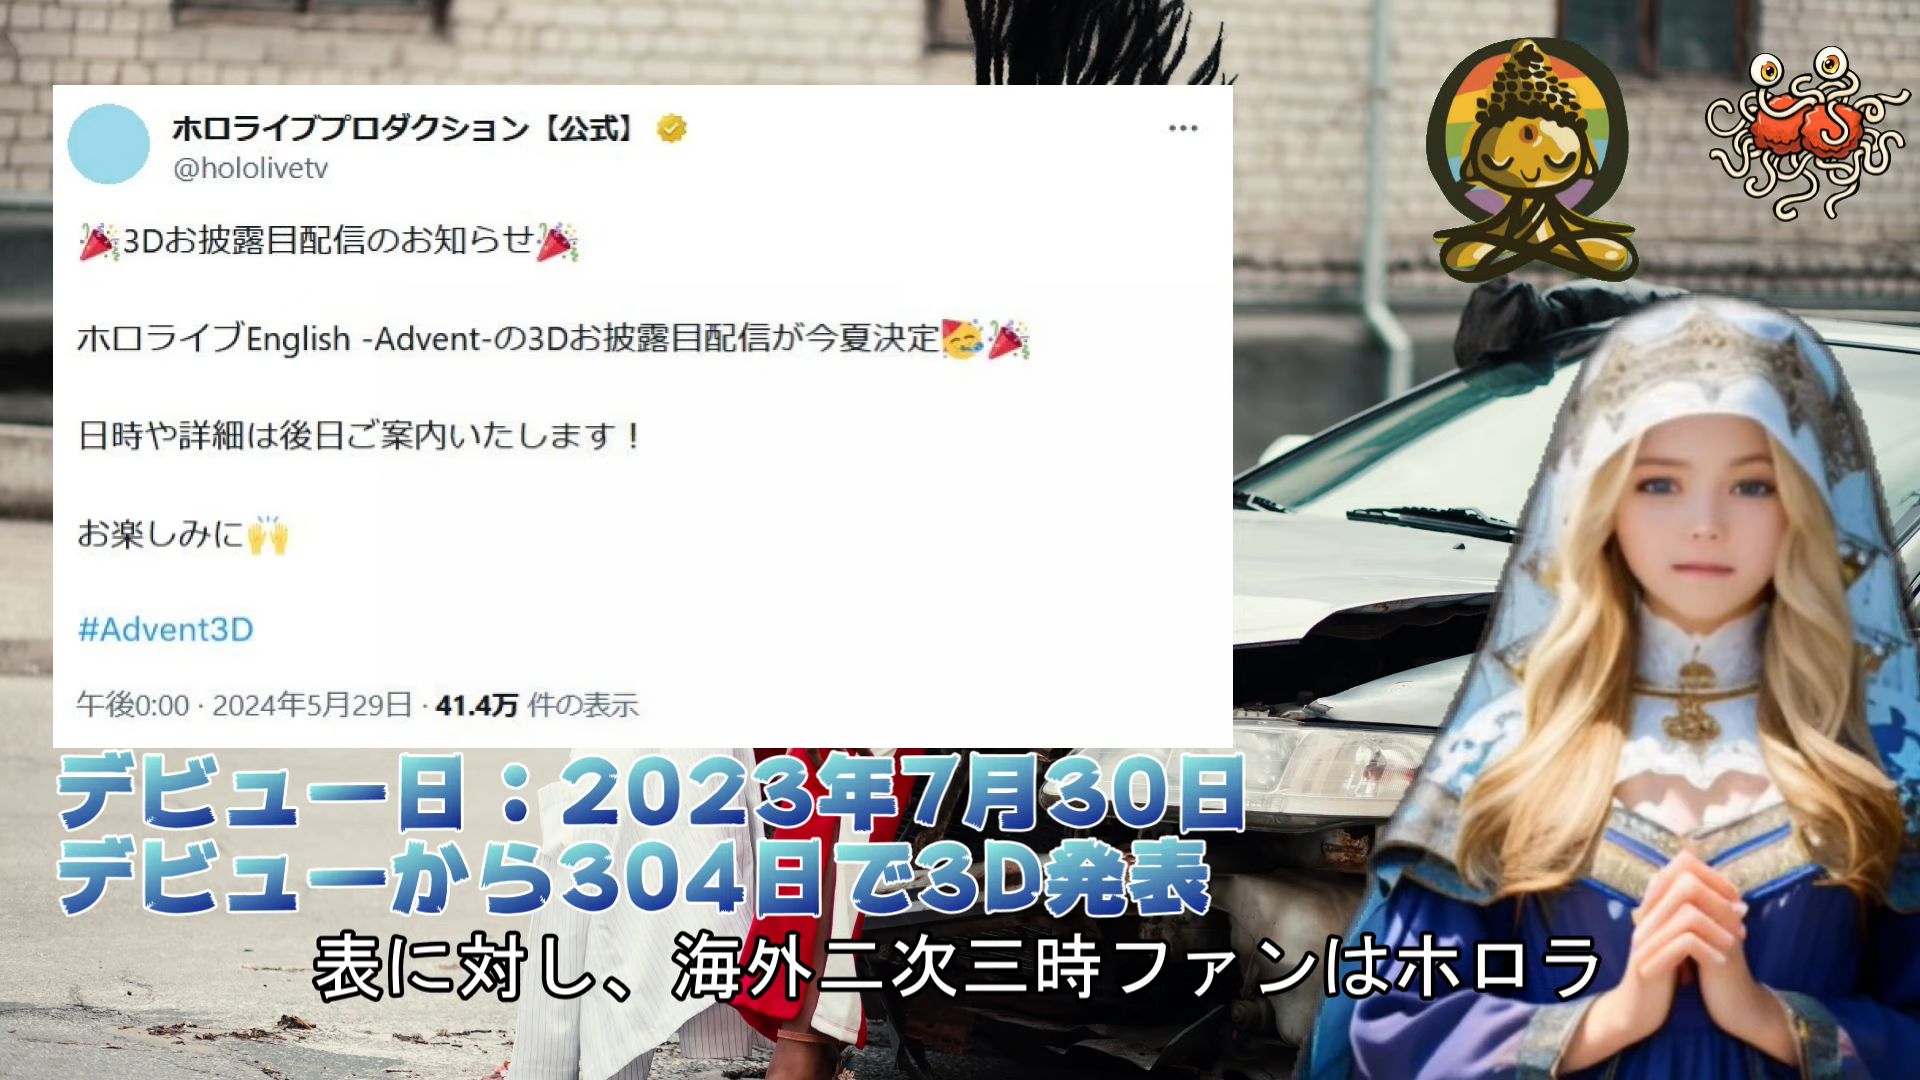 ホロライブプロダクション【公式】
@hololivetv
🎉3Dお披露目配信のお知らせ🎉
ホロライブEnglish -Advent-の3Dお披露目配信が今夏決定🥳🎉
日時や詳細は後日ご案内いたします！
お楽しみに🙌
#Advent3D
午後0:00 · 2024年5月29日 · 41.4万 件の表示
デビュー日：2023年7月30日
デビューから304日で3D発表
表に対し、海外二次三時ファンはホロラ